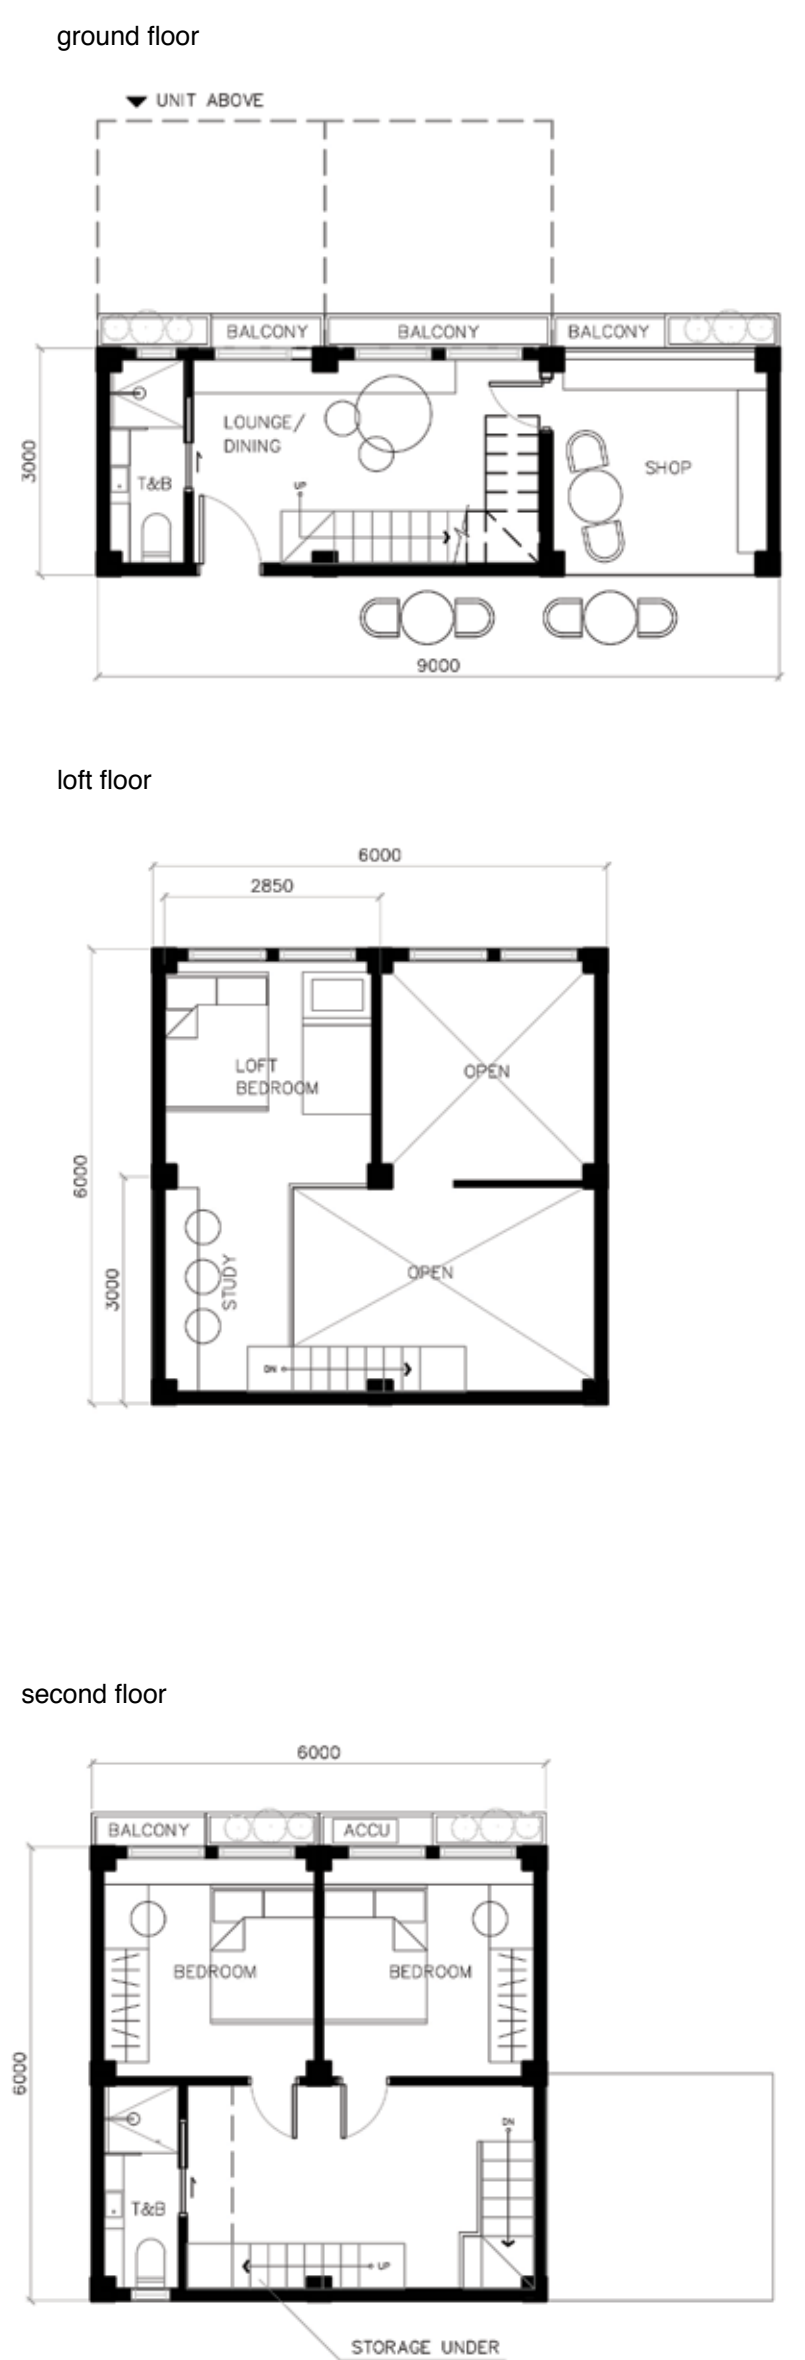 ground floor
UNIT ABOVE
BALCONY
BALCONY
BALCONY
LOUNGE/
DINING
3000
T&B
UP
SHOP
9000
loft floor
6000
2850
LOFT
BEDROOM
OPEN
6000
3000
STUDY
OPEN
DN
second floor
6000
BALCONY
ACCU
BEDROOM
BEDROOM
6000
DN
T&B
UP
STORAGE UNDER